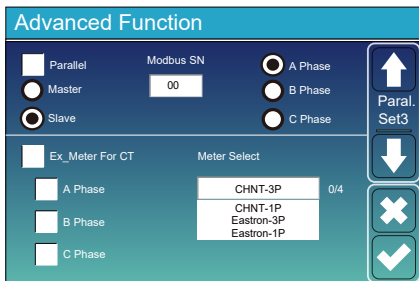 Advanced Function
Parallel
Modbus SN
A Phase
Master
00
B Phase
Slave
C Phase
Paral.
Set3
Ex_Meter For CT
Meter Select
A Phase
CHNT-3P
0/4
CHNT-1P
B Phase
Eastron-3P
Eastron-1P
C Phase